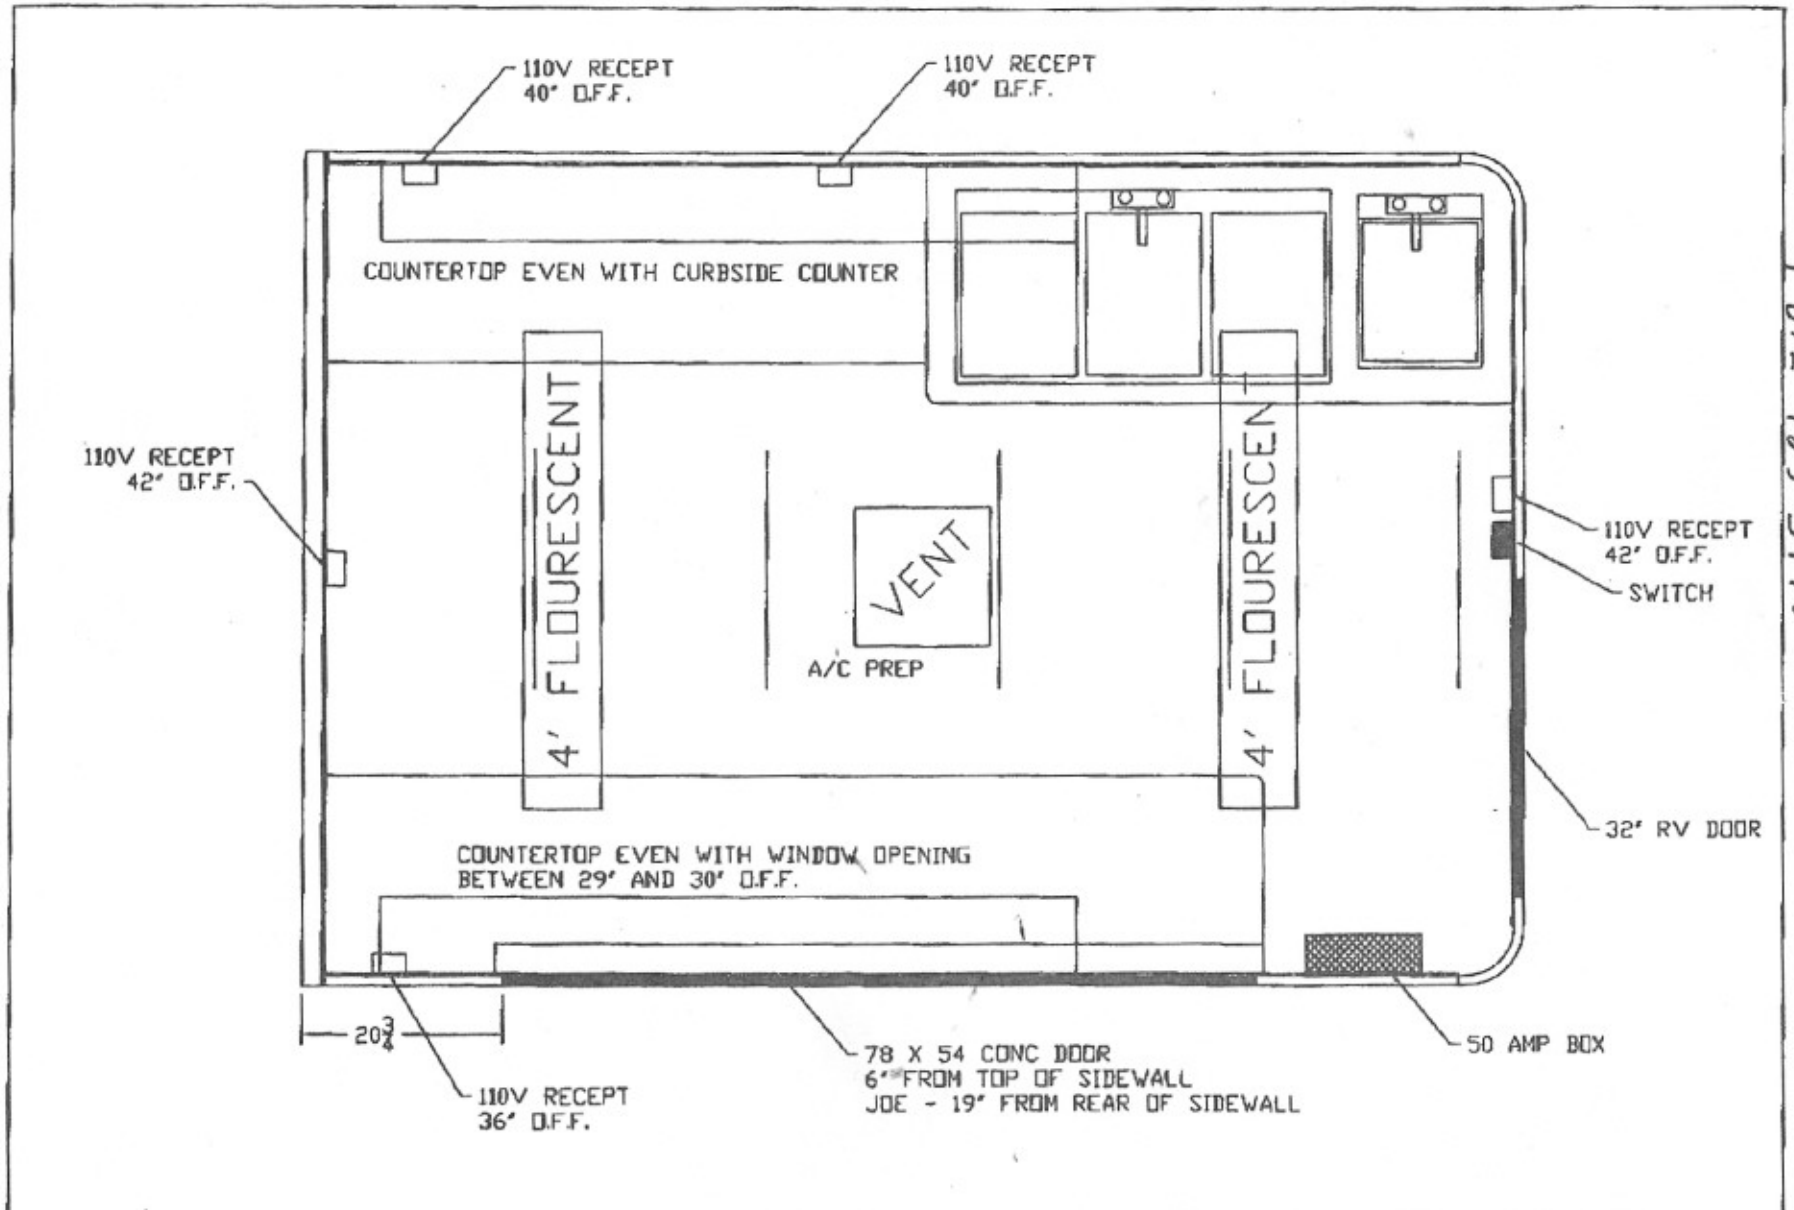 110V RECEPT
40" O.F.F.
110V RECEPT
40" O.F.F.
COUNTERTOP EVEN WITH CURBSIDE COUNTER
110V RECEPT
42" O.F.F.
4' FLOURESCENT
VENT
A/C PREP
4' FLOURESCENT
110V RECEPT
42" O.F.F.
SWITCH
32" RV DOOR
COUNTERTOP EVEN WITH WINDOW OPENING
BETWEEN 29" AND 30" O.F.F.
20 3/4
110V RECEPT
36" O.F.F.
78 X 54 CONC DOOR
6" FROM TOP OF SIDEWALL
JOE - 19" FROM REAR OF SIDEWALL
50 AMP BOX